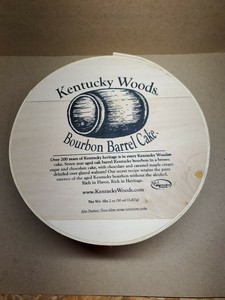 Kentucky Woods
Bourbon Barrel Cake
Over 200 years of Kentucky heritage is in every Kentucky Woods
cake. Savor true aged oak barrel Kentucky bourbon in a brown
sugar and chocolate cake, with chocolate and caramel maple cream
drizzled over glazed walnuts! Our secret recipe retains the pure
essence of the aged Kentucky bourbon without the alcohol.
Rich in Flavor, Rich in Heritage.
www.KentuckyWoods.com